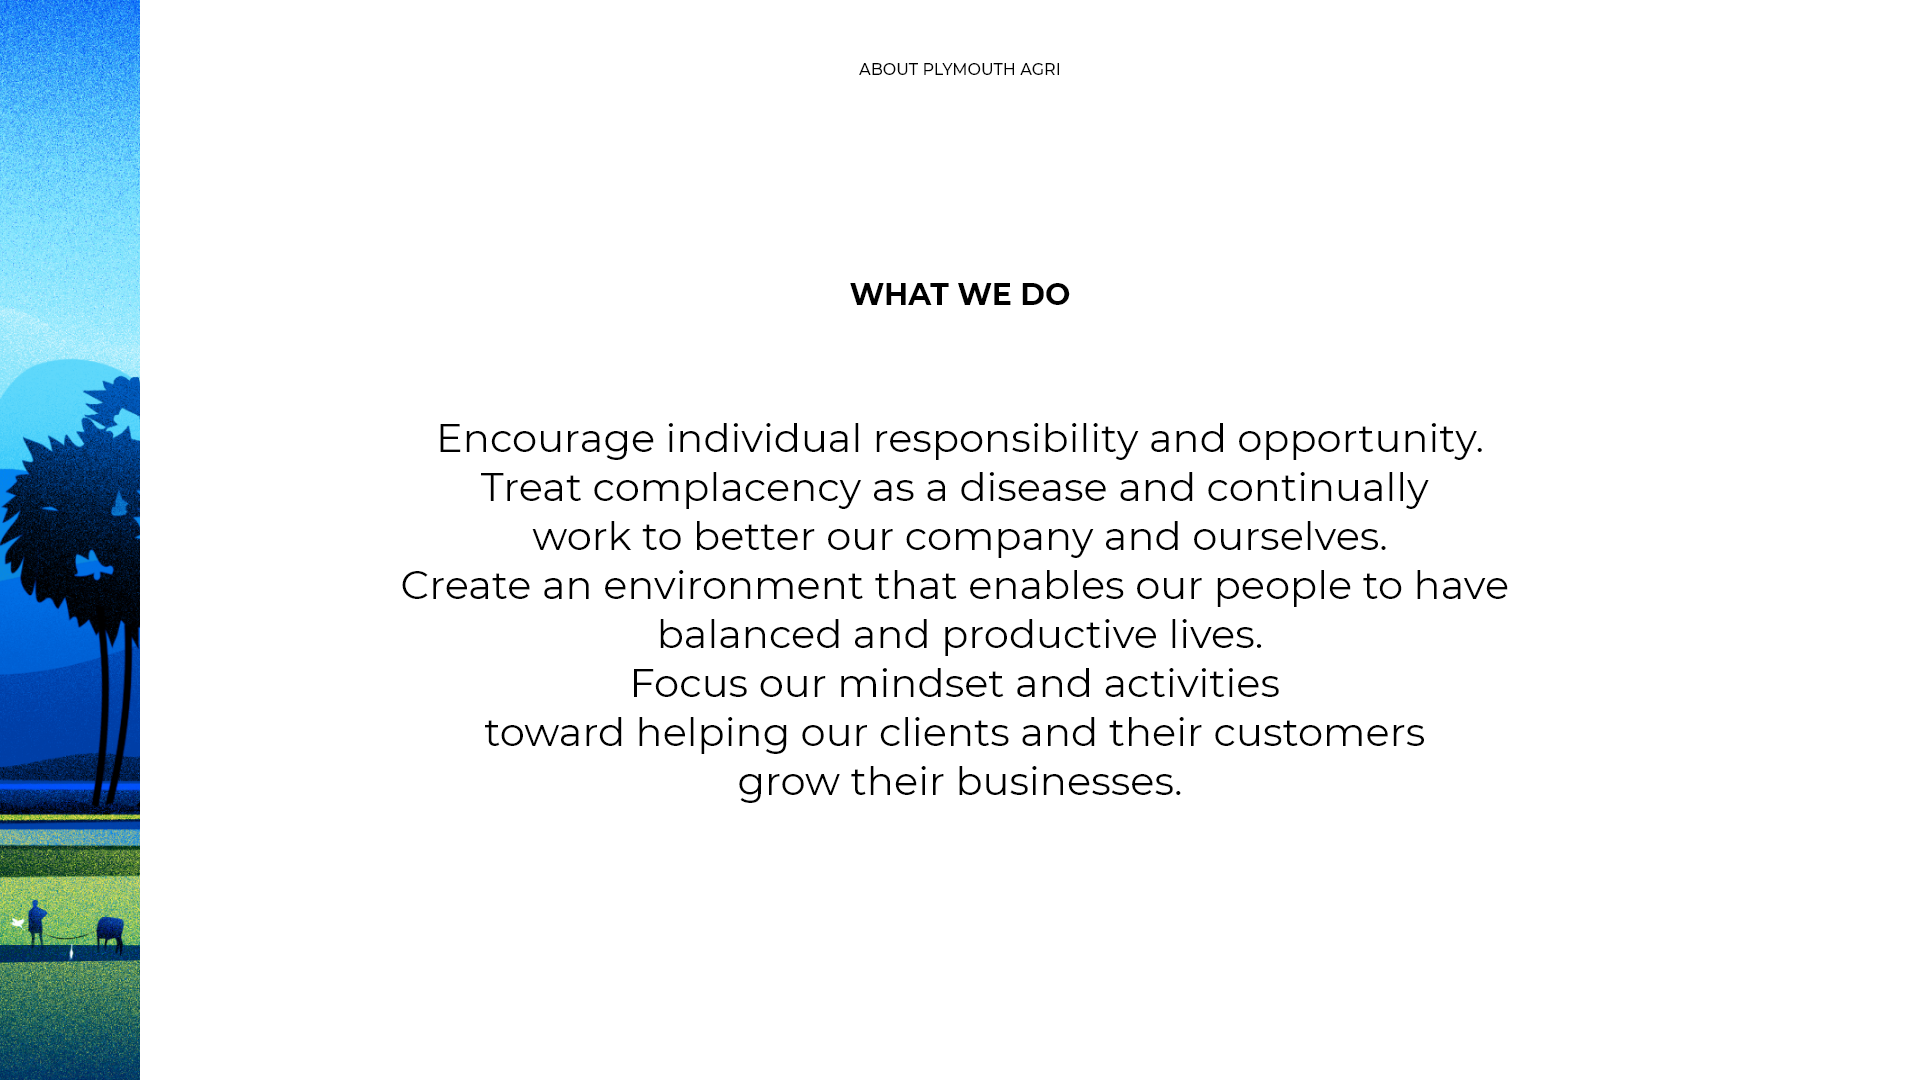 ABOUT PLYMOUTH AGRI
WHAT WE DO
Encourage individual responsibility and opportunity.
Treat complacency as a disease and continually
work to better our company and ourselves.
Create an environment that enables our people to have
balanced and productive lives.
Focus our mindset and activities
toward helping our clients and their customers
grow their businesses.